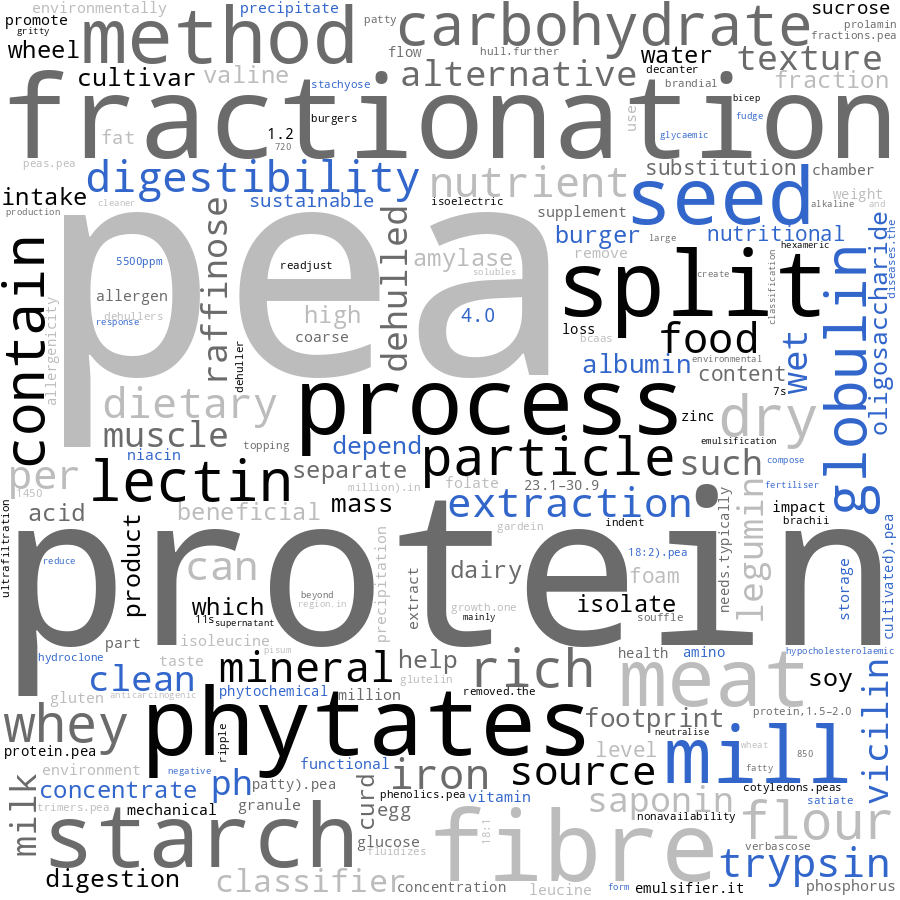 environmentally
precipitate
sucrose
promote
gritty
method
patty
carbohydrate
prolamin
fractions.pea
wheel
flow
hull.further
water
texture
decanter
cultivar
valine
stachyose
alternative
brandial
fraction
fractionation
burgers
bicep
fudge
use
fat
1.2
720
glycaemic
peas.pea
digestibility
nutrient
substitution
chamber
seed
intake
cleaner
sustainable
isoelectric
supplement
alkaline
weight
and
production
pea
burger
large
nutritional
hexameric
diseases.the
contain
raffinose
dehulled
readjust
amylase
solubles
remove
split
create
classification
globulin
oligosaccharide
5500ppm
allergen
dehullers
response
allergenicity
high
coarse
4.0
loss
bcaas
food
wet
dehuller
albumin
environmental
content
7s
dietary
process
zinc
dry
muscle
niacin
topping
depend
particle
emulsification
such
compose
per
1450
lectin
separate
million).in
folate
23.1–30.9
fertiliser
ultrafiltration
acid
beneficial
mass
extraction
gardein
indent
impact
brachii
product
precipitation
needs.typically
legumin
cultivated).pea
protein
reduce
can
beyond
region.in
extract
dairy
18:2).pea
foam
storage
which
11s
supernatant
growth.one
mainly
isolate
souffle
part
isoleucine
pisum
hydroclone
taste
mineral
help
glutelin
rich
health
amino
hypocholesterolaemic
clean
gluten
anticarcinogenic
phytochemical
million
removed.the
meat
soy
vicilin
whey
protein.pea
phytates
ripple
footprint
neutralise
protein,1.5–2.0
level
mill
wheat
850
fatty
environment
negative
functional
iron
source
cotyledons.peas
milk
concentrate
ph
patty).pea
curd
phenolics.pea
vitamin
saponin
satiate
trimers.pea
mechanical
granule
egg
nonavailability
flour
starch
glucose
fluidizes
18:1
fibre
verbascose
trypsin
digestion
classifier
concentration
leucine
form
emulsifier.it
phosphorus